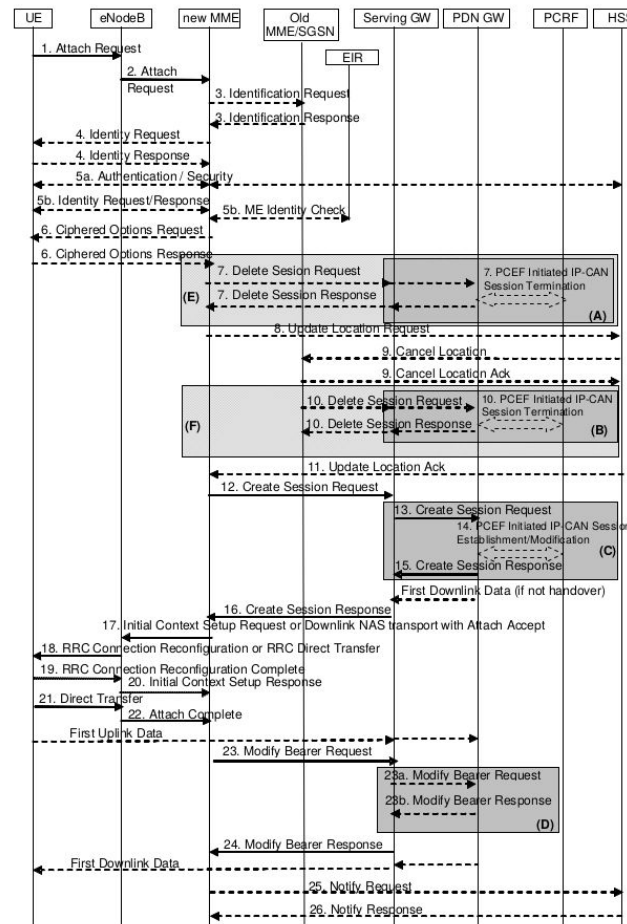 UE
eNodeB
new MME
Old
MME/SGSN
Serving GW
PDN GW
PCRF
HS
EIR
1. Attach Request
2. Attach
Request
3. Identification Request
3. Identification Response
4. Identity Request
4. Identity Response
5a. Authentication / Security
5b. Identity Request/Response
5b. ME Identity Check
6. Ciphered Options Request
6. Ciphered Options Response
7. Delete Sesion Request
7. PCEF Initiated IP-CAN
Session Termination
7. Delete Session Response
(E)
(A)
8. Update Location Request
9. Cancel Location
9. Cancel Location Ack
10. Delete Session Request
10. PCEF Initiated IP-CAN
Session Termination
(F)
10. Delete Session Response
(B)
11. Update Location Ack
12. Create Session Request
13. Create Session Request
14. PCEF Initiated IP-CAN Sessio
Establishment/Modification
(C)
15. Create Session Response
First Downlink Data (if not handover)
16. Create Session Response
17. Initial Context Setup Request or Downlink NAS transport with Attach Accept
18. RRC Connection Reconfiguration or RRC Direct Transfer
19. RRC Connection Reconfiguration Complete
20. Initial Context Setup Response
21. Direct Transfer
22. Attach Complete
First Uplink Data
23. Modify Bearer Request
23a. Modify Bearer Request
23b. Modify Bearer Response
(D)
24. Modify Bearer Response
First Downlink Data
25. Notify Request
26. Notify Response